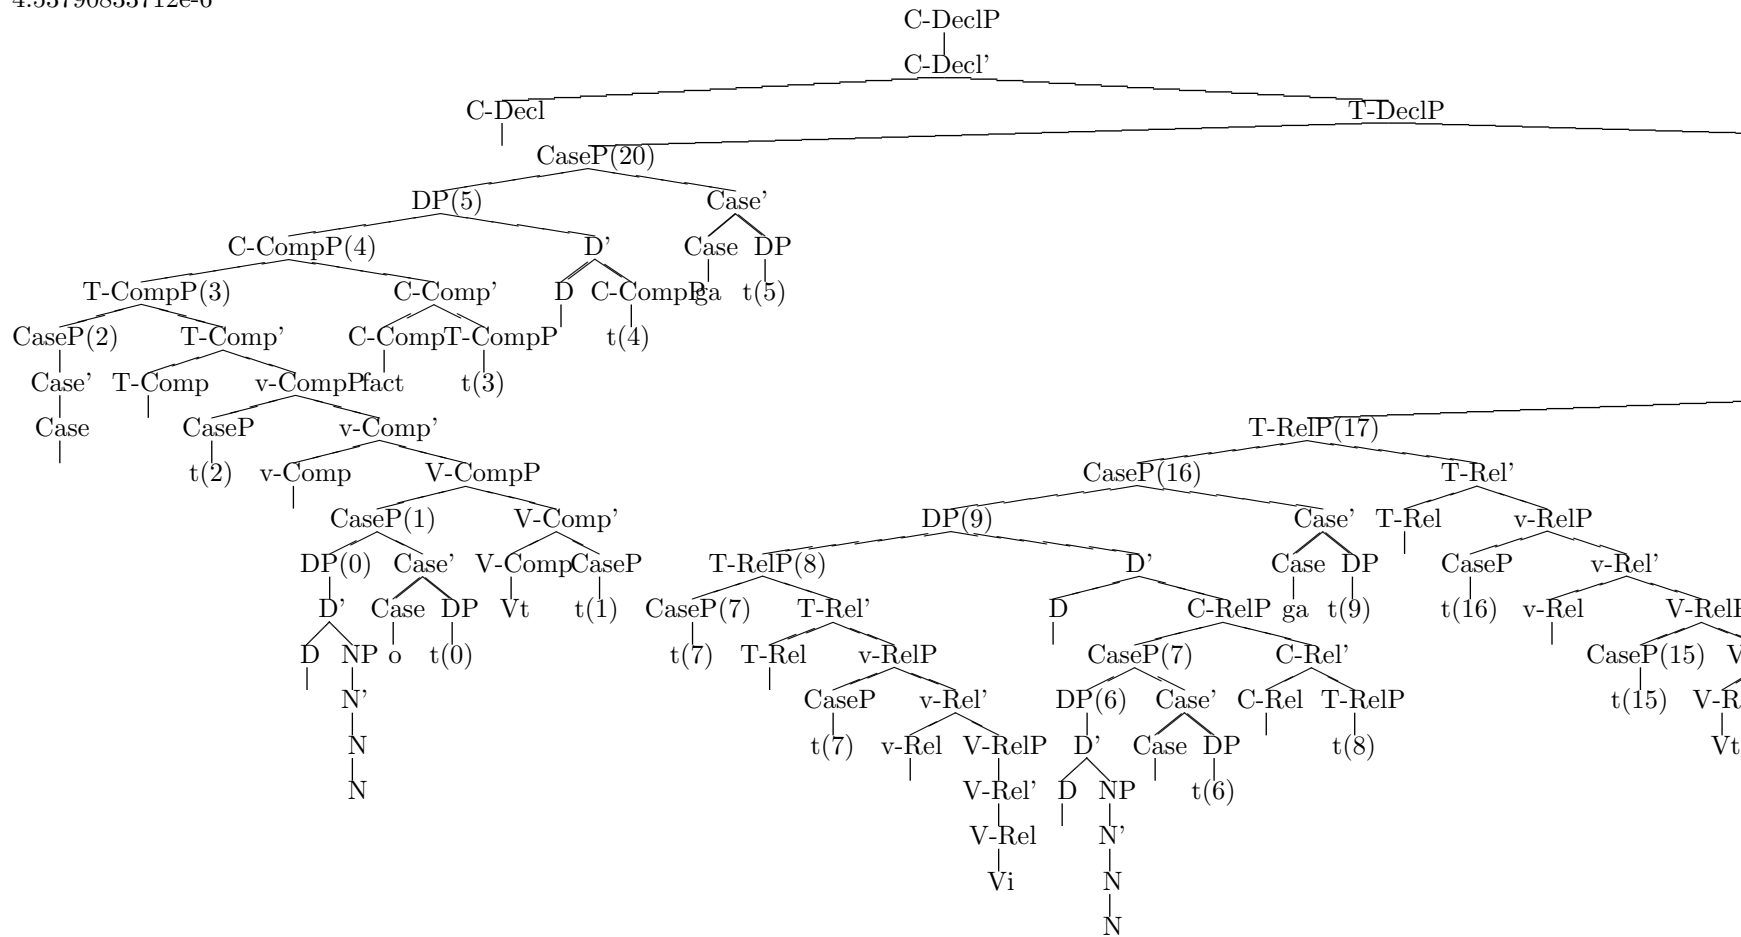 4.53790853712e-6
C-DeclP
C-Decl'
C-Decl T-DeclP
CaseP(20)
DP(5) Case'
C-CompP(4) D' Case DP
T-CompP(3) C-Comp' D C-CompP ga t(5)
CaseP(2) T-Comp' C-Comp T-CompP t(4)
Case' T-Comp v-CompP fact t(3)
Case CaseP v-Comp' T-RelP(17)
t(2) v-Comp V-CompP CaseP(16) T-Rel'
CaseP(1) V-Comp' DP(9) Case' T-Rel v-RelP
DP(0) Case' V-Comp CaseP T-RelP(8) D' Case DP CaseP v-Rel'
D' Case DP Vt t(1) CaseP(7) T-Rel' D C-RelP ga t(9) t(16) v-Rel V-RelP
D NP o t(0) t(7) T-Rel v-RelP CaseP(7) C-Rel' CaseP(15)
N' CaseP v-Rel' DP(6) Case' C-Rel T-RelP t(15)
N t(7) v-Rel V-RelP D' Case DP t(8) Vt
N V-Rel' D NP t(6)
V-Rel N'
Vi N
N